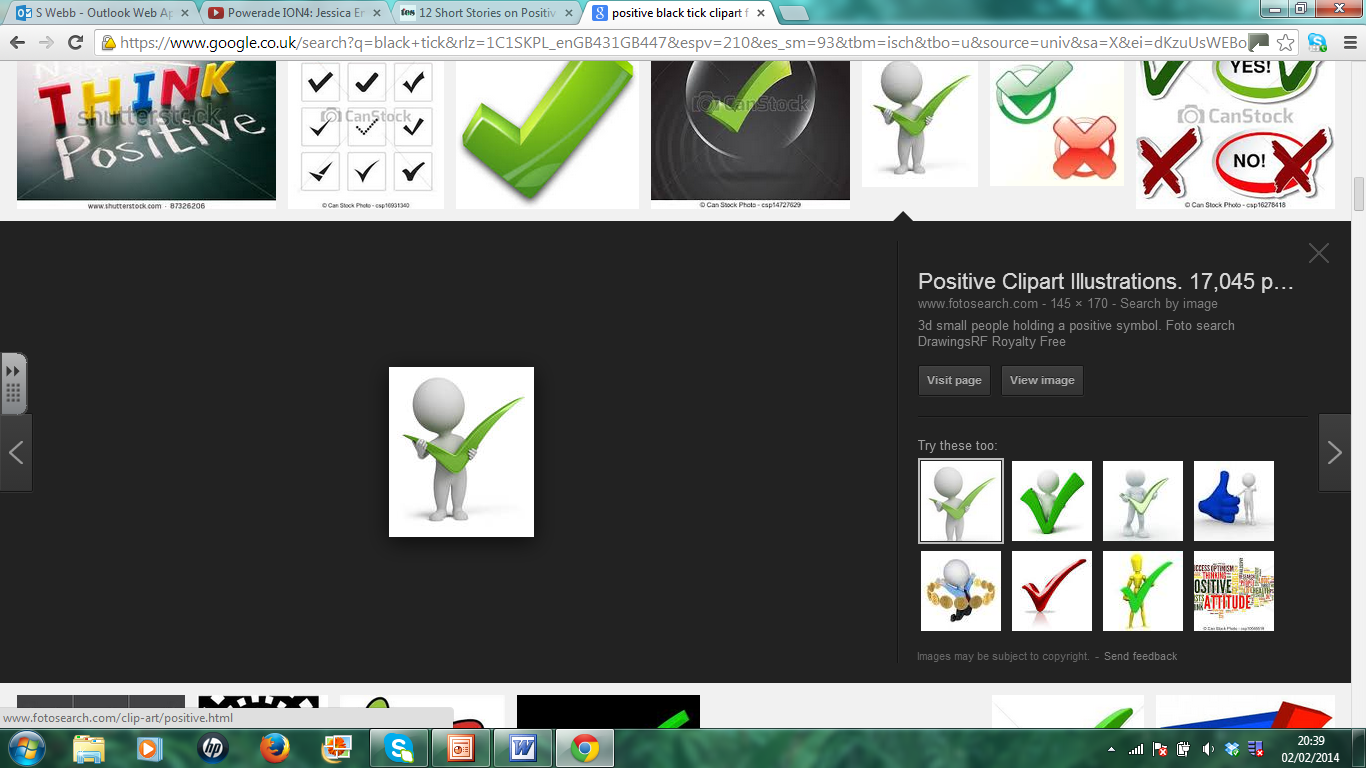 S Webb - Outlook Web Ap
Powerade ION4: Jessica En
tes
12 Short Stories on Positiv
positive black tick clipart f
https://www.google.co.uk/search?q=black+tick&rlz=1C1SKPL_enGB431GB447&espv=210&es_sm=93&tbm=isch&tbo=u&source=univ&sa=X&ei=dKzuUsWEBo
THINK
Positive
shutterstock
www.shutterstock.com · 87326206
CanStock
© Can Stock Photo - csp16931340
CanStock
© Can Stock Photo - csp14727629
YES!
CanStock
NO!
© Can Stock Photo - csp16278418
Positive Clipart Illustrations. 17,045 p...
www.fotosearch.com - 145 × 170 - Search by image
3d small people holding a positive symbol. Foto search
DrawingsRF Royalty Free
Visit page
View image
Try these too:
POSITIVE
ATTITUDE
Images may be subject to copyright. - Send feedback
www.fotosearch.com/clip-art/positive.html
hp
20:39
02/02/2014